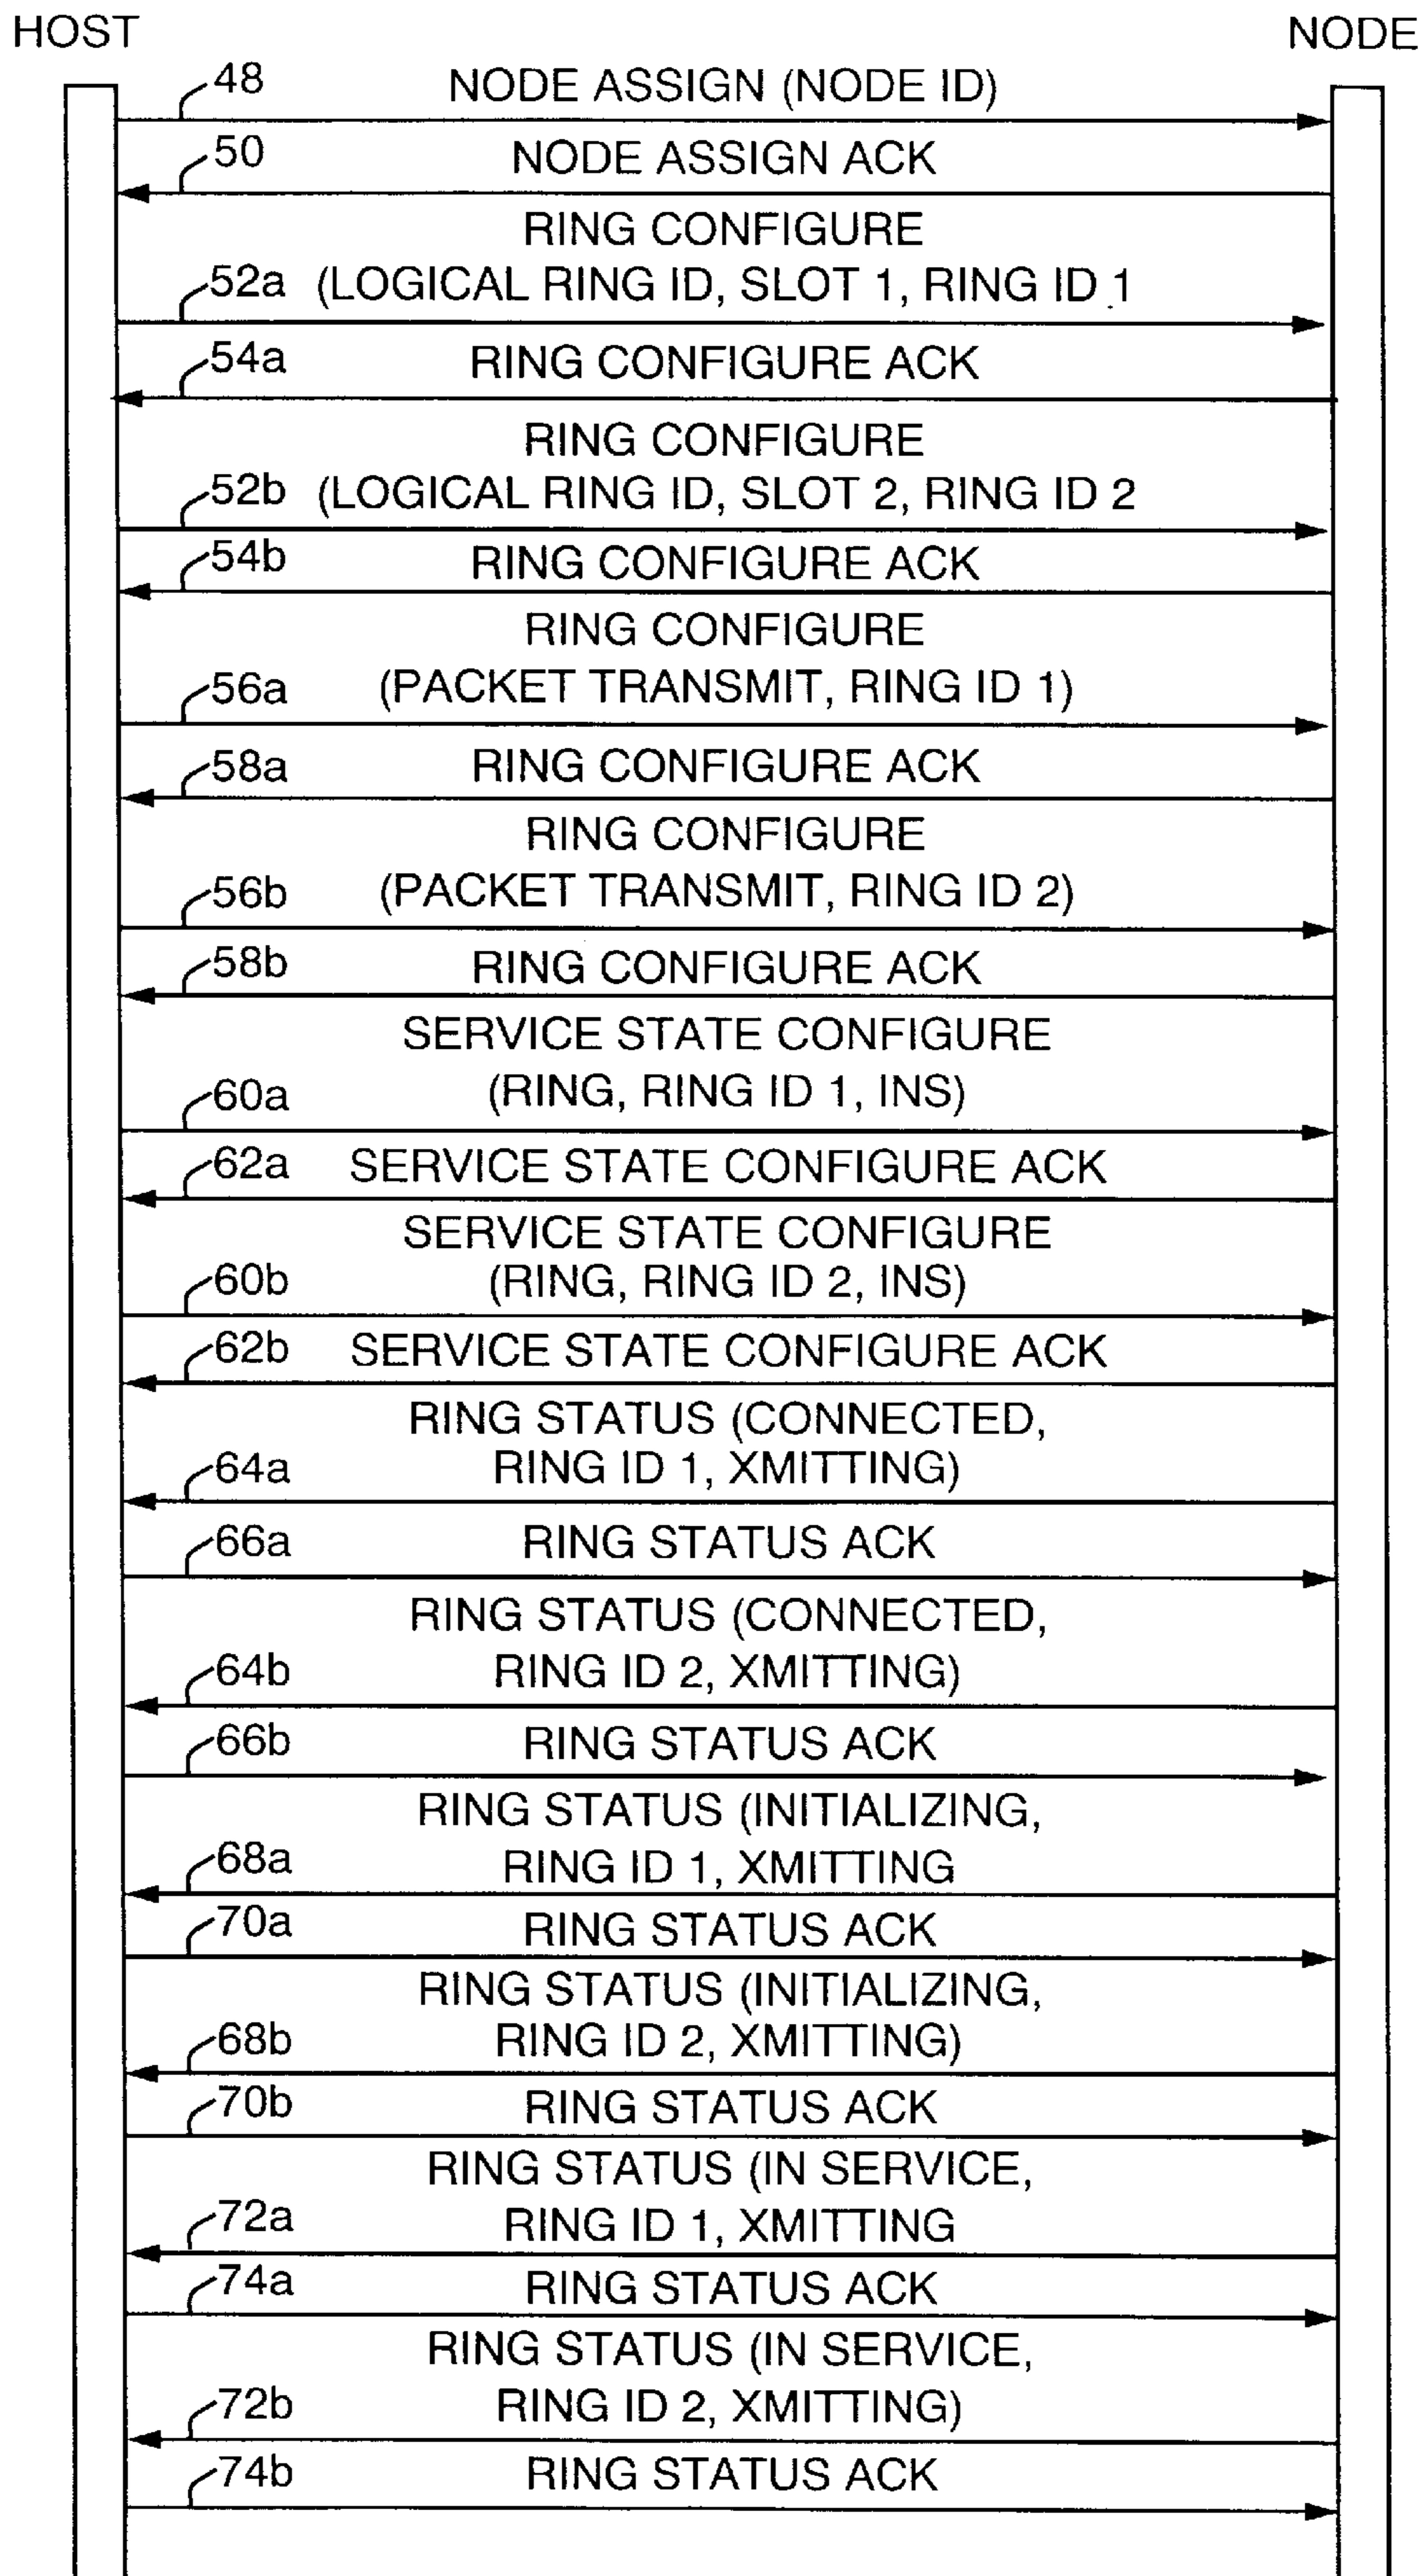 HOST NODE
48 NODE ASSIGN (NODE ID)
50 NODE ASSIGN ACK
RING CONFIGURE
52a (LOGICAL RING ID, SLOT 1, RING ID 1
54a RING CONFIGURE ACK
RING CONFIGURE
52b (LOGICAL RING ID, SLOT 2, RING ID 2
54b RING CONFIGURE ACK
RING CONFIGURE
56a (PACKET TRANSMIT, RING ID 1)
58a RING CONFIGURE ACK
RING CONFIGURE
56b (PACKET TRANSMIT, RING ID 2)
58b RING CONFIGURE ACK
SERVICE STATE CONFIGURE
60a (RING, RING ID 1, INS)
62a SERVICE STATE CONFIGURE ACK
SERVICE STATE CONFIGURE
60b (RING, RING ID 2, INS)
62b SERVICE STATE CONFIGURE ACK
RING STATUS (CONNECTED,
64a RING ID 1, XMITTING)
66a RING STATUS ACK
RING STATUS (CONNECTED,
64b RING ID 2, XMITTING)
66b RING STATUS ACK
RING STATUS (INITIALIZING,
68a RING ID 1, XMITTING
70a RING STATUS ACK
RING STATUS (INITIALIZING,
68b RING ID 2, XMITTING)
70b RING STATUS ACK
RING STATUS (IN SERVICE,
72a RING ID 1, XMITTING
74a RING STATUS ACK
RING STATUS (IN SERVICE,
72b RING ID 2, XMITTING)
74b RING STATUS ACK